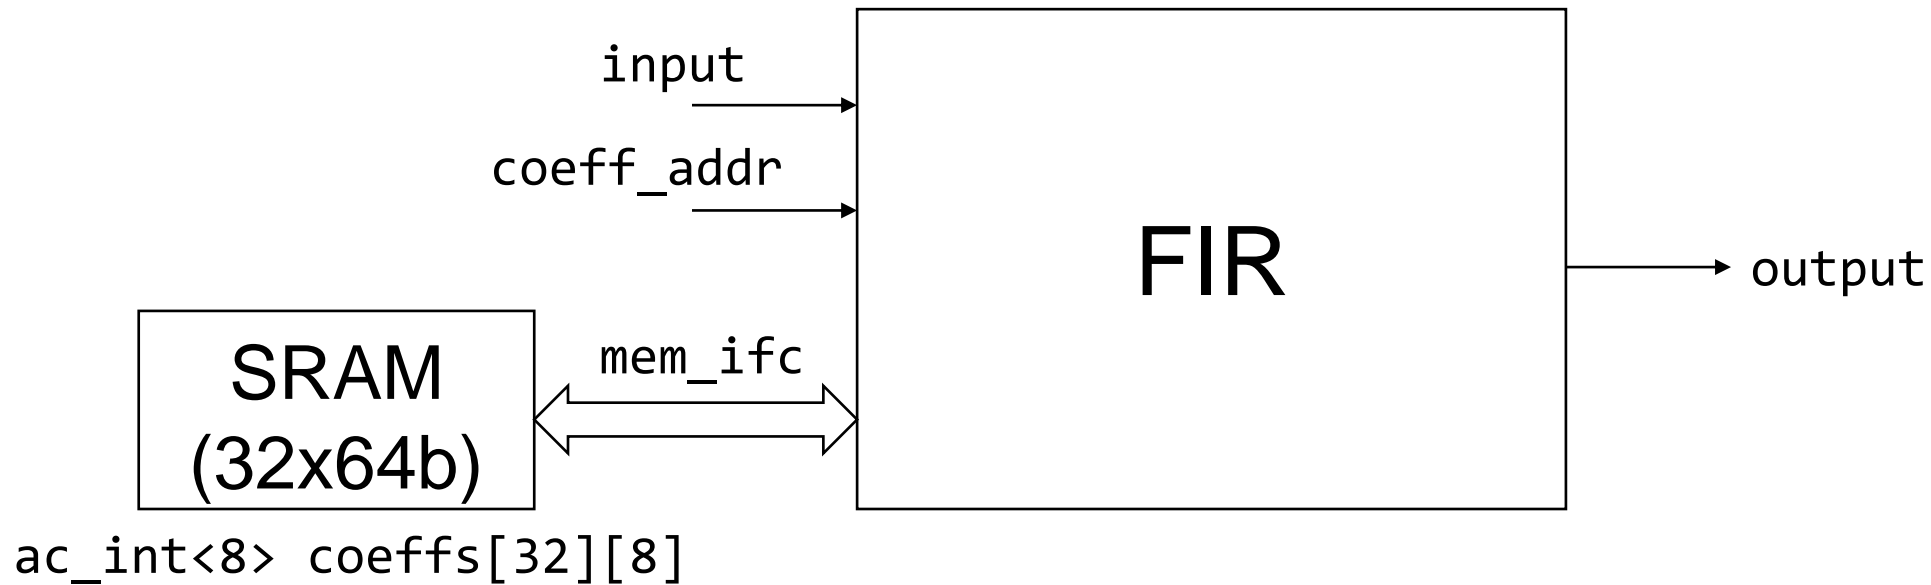 input
coeff_addr
FIR
output
mem_ifc
SRAM
(32x64b)
ac_int<8> coeffs[32][8]